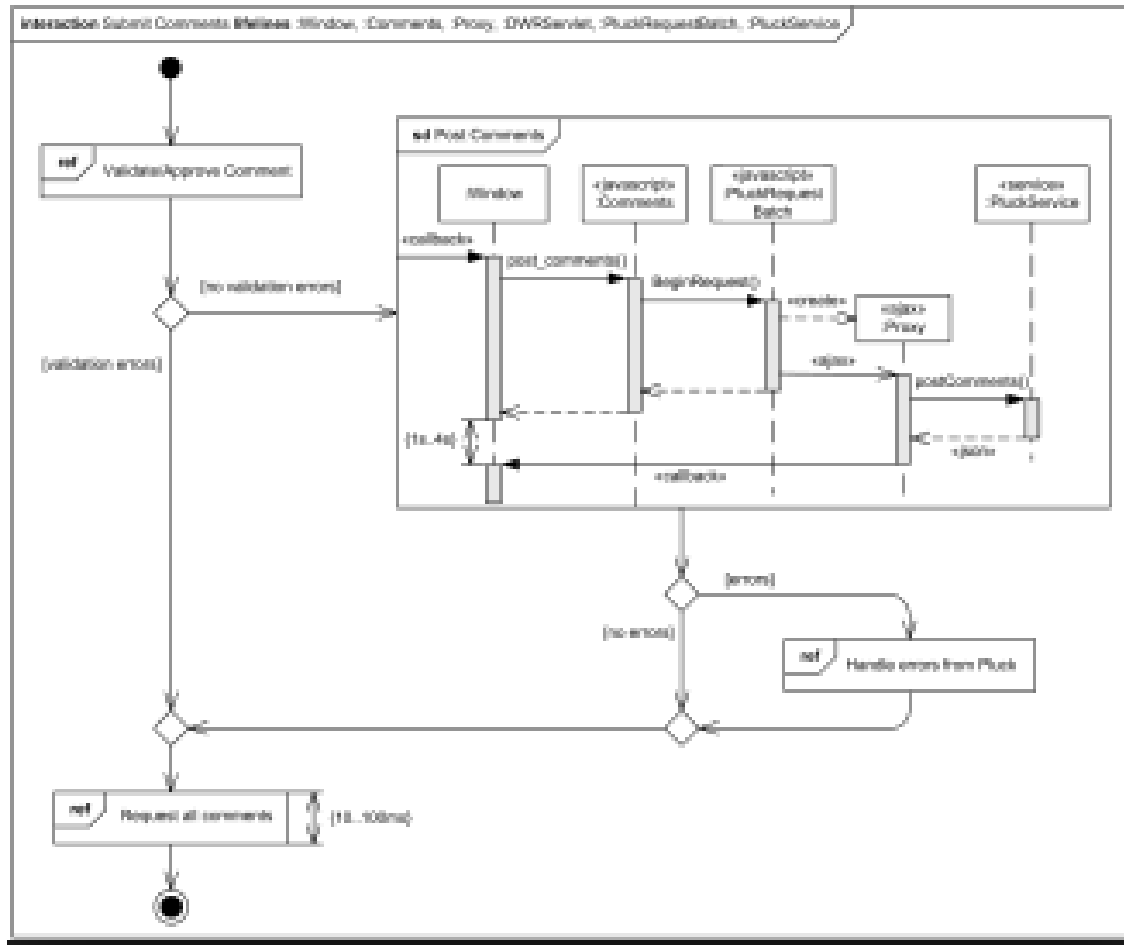 interaction Submit Comments lifelines :Window, :Comments, :Proxy, :DWRServlet, :PluckRequestBatch, :PluckService
ref
Validate/Approve Comment
sd Post Comments
:Window
«javascript»
:Comments
«javascript»
:PluckRequest
Batch
«service»
:PluckService
«callback»
post_comments()
BeginRequest()
«create»
«ajax»
:Proxy
[no validation errors]
[validation errors]
«ajax»
postComments()
{1s..4s}
«json»
«callback»
[errors]
[no errors]
ref
Handle errors from Pluck
ref
Request all comments
{10..100ms}